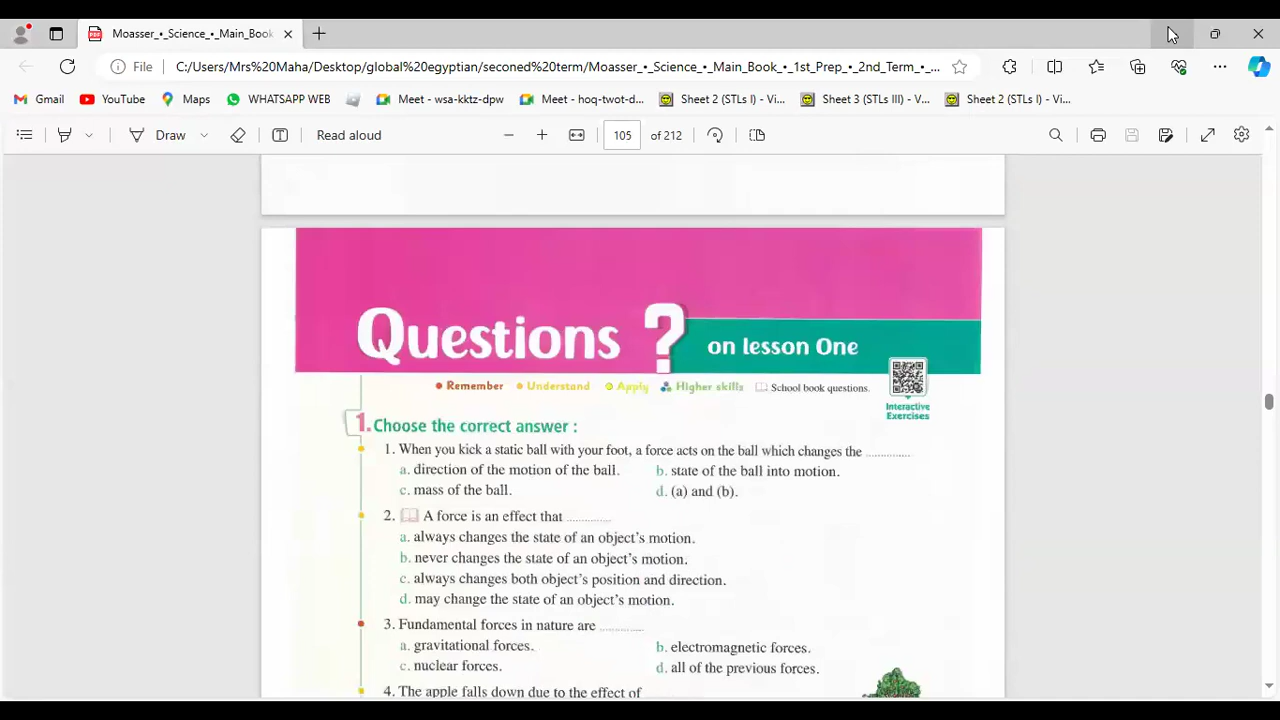 Moasser_•_Science_•_Main_Book
File
C:/Users/Mrs%20Maha/Desktop/global%20egyptian/seconed%20term/Moasser_•_Science_•_Main_Book_•_1st_Prep_•_2nd_Term_•_...
Gmail YouTube Maps WHATSAPP WEB Meet - wsa-kktz-dpw Meet - hoq-twot-d... Sheet 2 (STLs I) - Vi... Sheet 3 (STLs III) - V... Sheet 2 (STLs I) - Vi...
Draw Read aloud 105 of 212
Questions ?
on lesson One
Remember Understand Apply Higher skills School book questions.
Interactive
Exercises
1. Choose the correct answer :
1. When you kick a static ball with your foot, a force acts on the ball which changes the ............
a. direction of the motion of the ball. b. state of the ball into motion.
c. mass of the ball. d. (a) and (b).
2. A force is an effect that ............
a. always changes the state of an object's motion.
b. never changes the state of an object's motion.
c. always changes both object's position and direction.
d. may change the state of an object's motion.
3. Fundamental forces in nature are ............
a. gravitational forces. b. electromagnetic forces.
c. nuclear forces. d. all of the previous forces.
4. The apple falls down due to the effect of ............